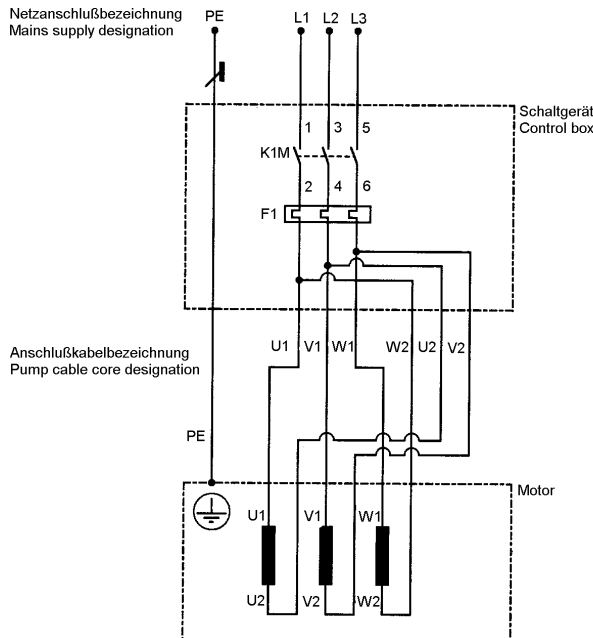 Netzanschlußbezeichnung
Mains supply designation
PE
L1 L2 L3
Schaltgerät
Control box
1 3 5
K1M
2 4 6
F1
U1 V1 W1 W2 U2 V2
Anschlußkabelbezeichnung
Pump cable core designation
PE
Motor
U1 V1 W1
U2 V2 W2